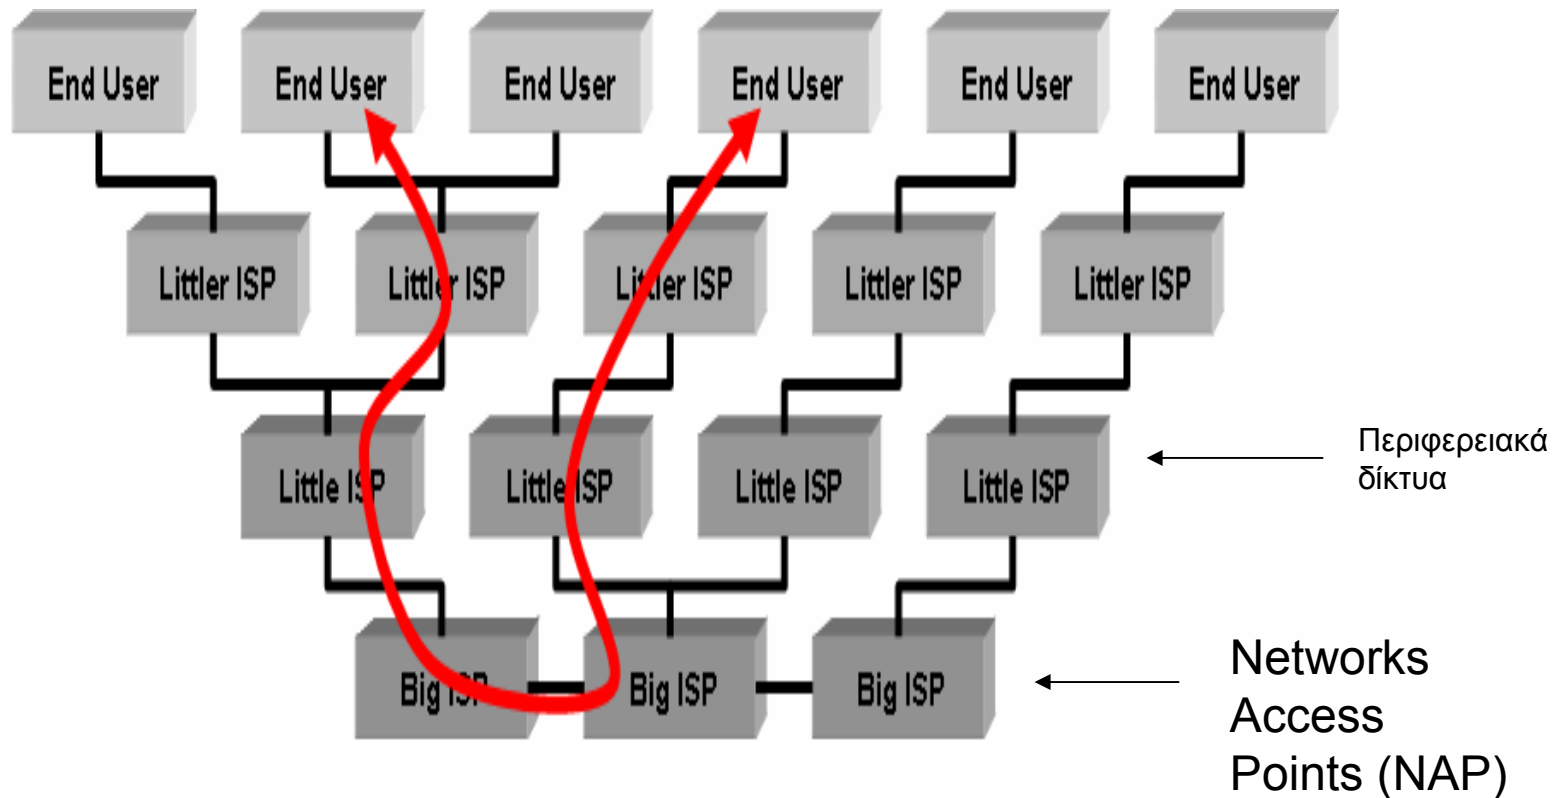 End User
End User
End User
End User
End User
End User
Littler ISP
Littler ISP
Littler ISP
Littler ISP
Littler ISP
Little ISP
Little ISP
Little ISP
Little ISP
Περιφερειακά
δίκτυα
Big ISP
Big ISP
Big ISP
Networks
Access
Points (NAP)